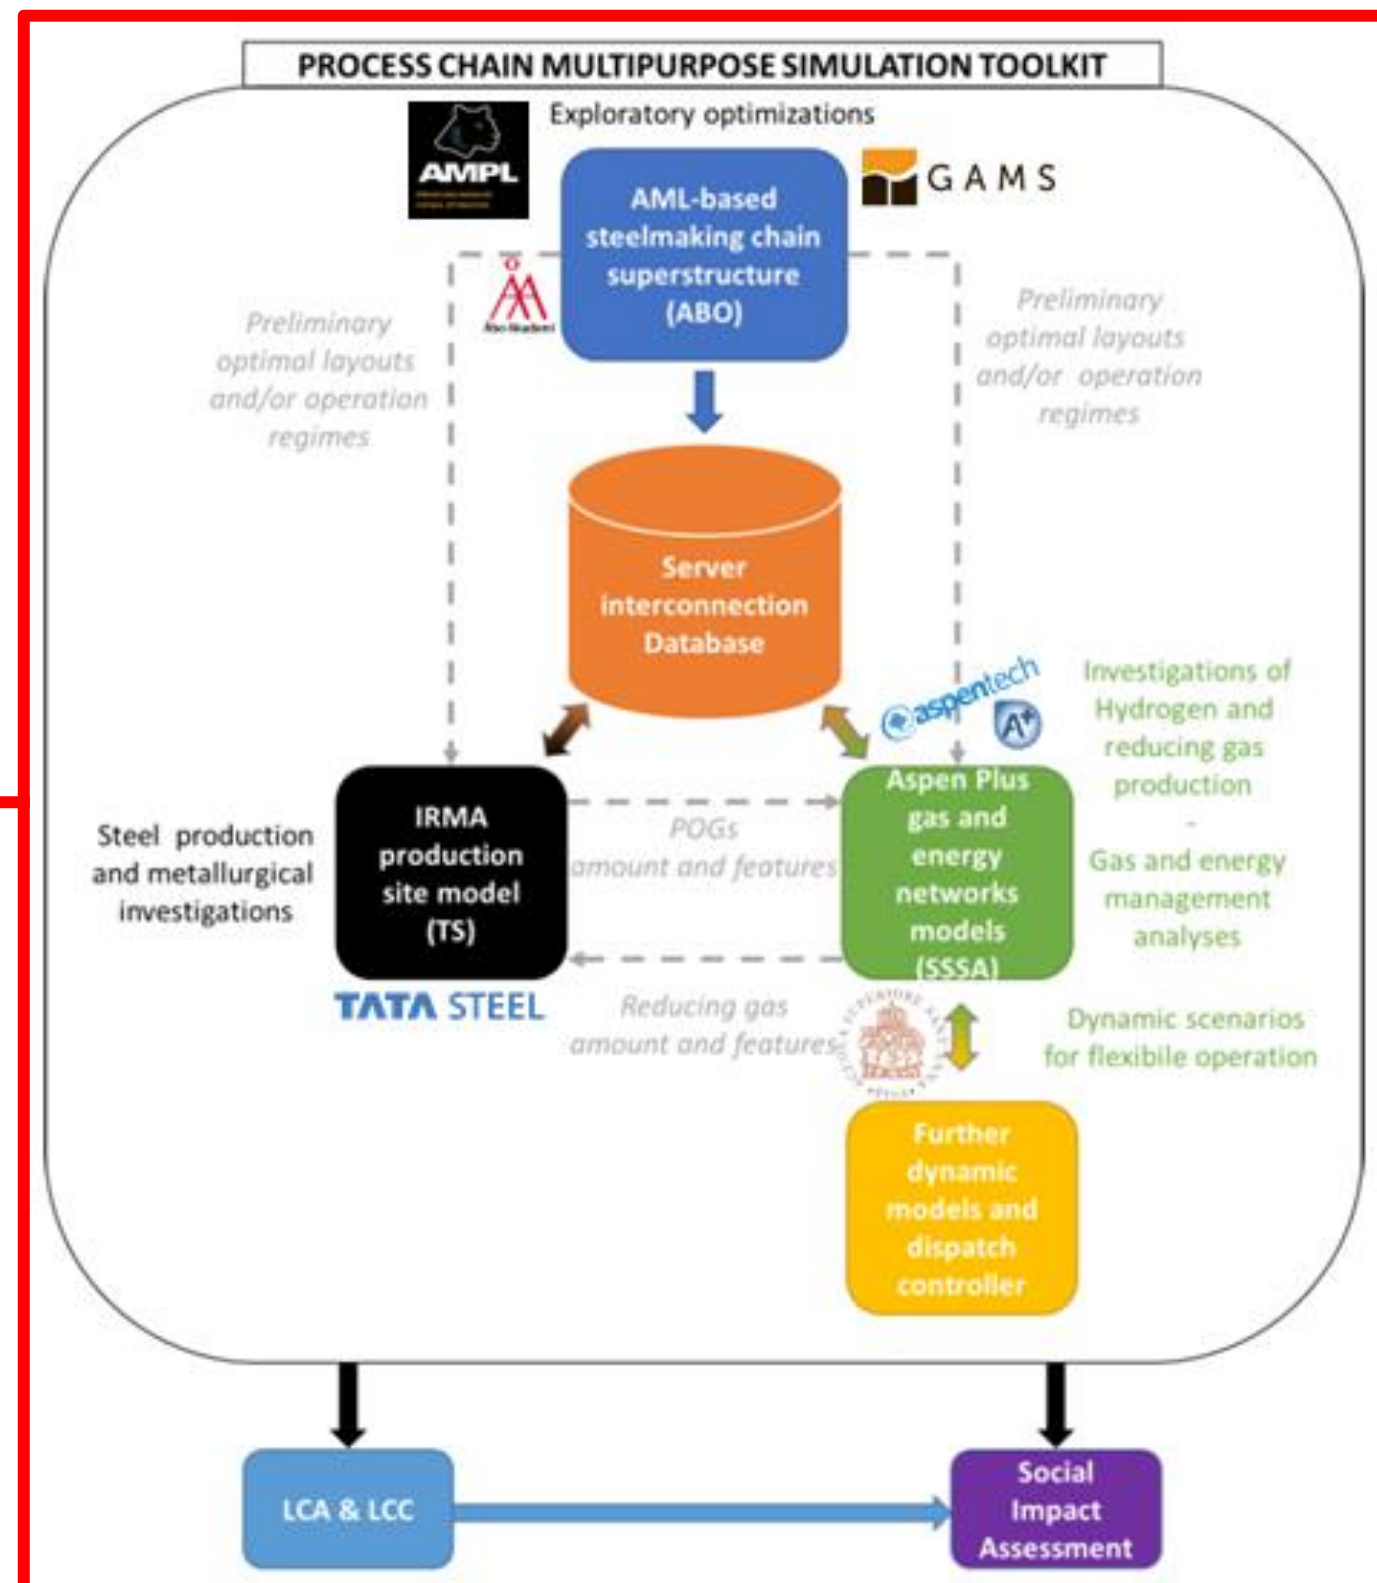 PROCESS CHAIN MULTIPURPOSE SIMULATION TOOLKIT
Exploratory optimizations
AMPL
GAMS
AML-based
steelmaking chain
superstructure
(ABO)
Åbo Akademi
Preliminary
optimal layouts
and/or operation
regimes
Preliminary
optimal layouts
and/or operation
regimes
Server
interconnection
Database
aspentech
A+
Investigations of
Hydrogen and
reducing gas
production
-
Gas and energy
management
analyses
Steel production
and metallurgical
investigations
IRMA
production
site model
(TS)
POGs
amount and features
Aspen Plus
gas and
energy
networks
models
(SSSA)
TATA STEEL
Reducing gas
amount and features
Dynamic scenarios
for flexibile operation
Further
dynamic
models and
dispatch
controller
LCA & LCC
Social
Impact
Assessment